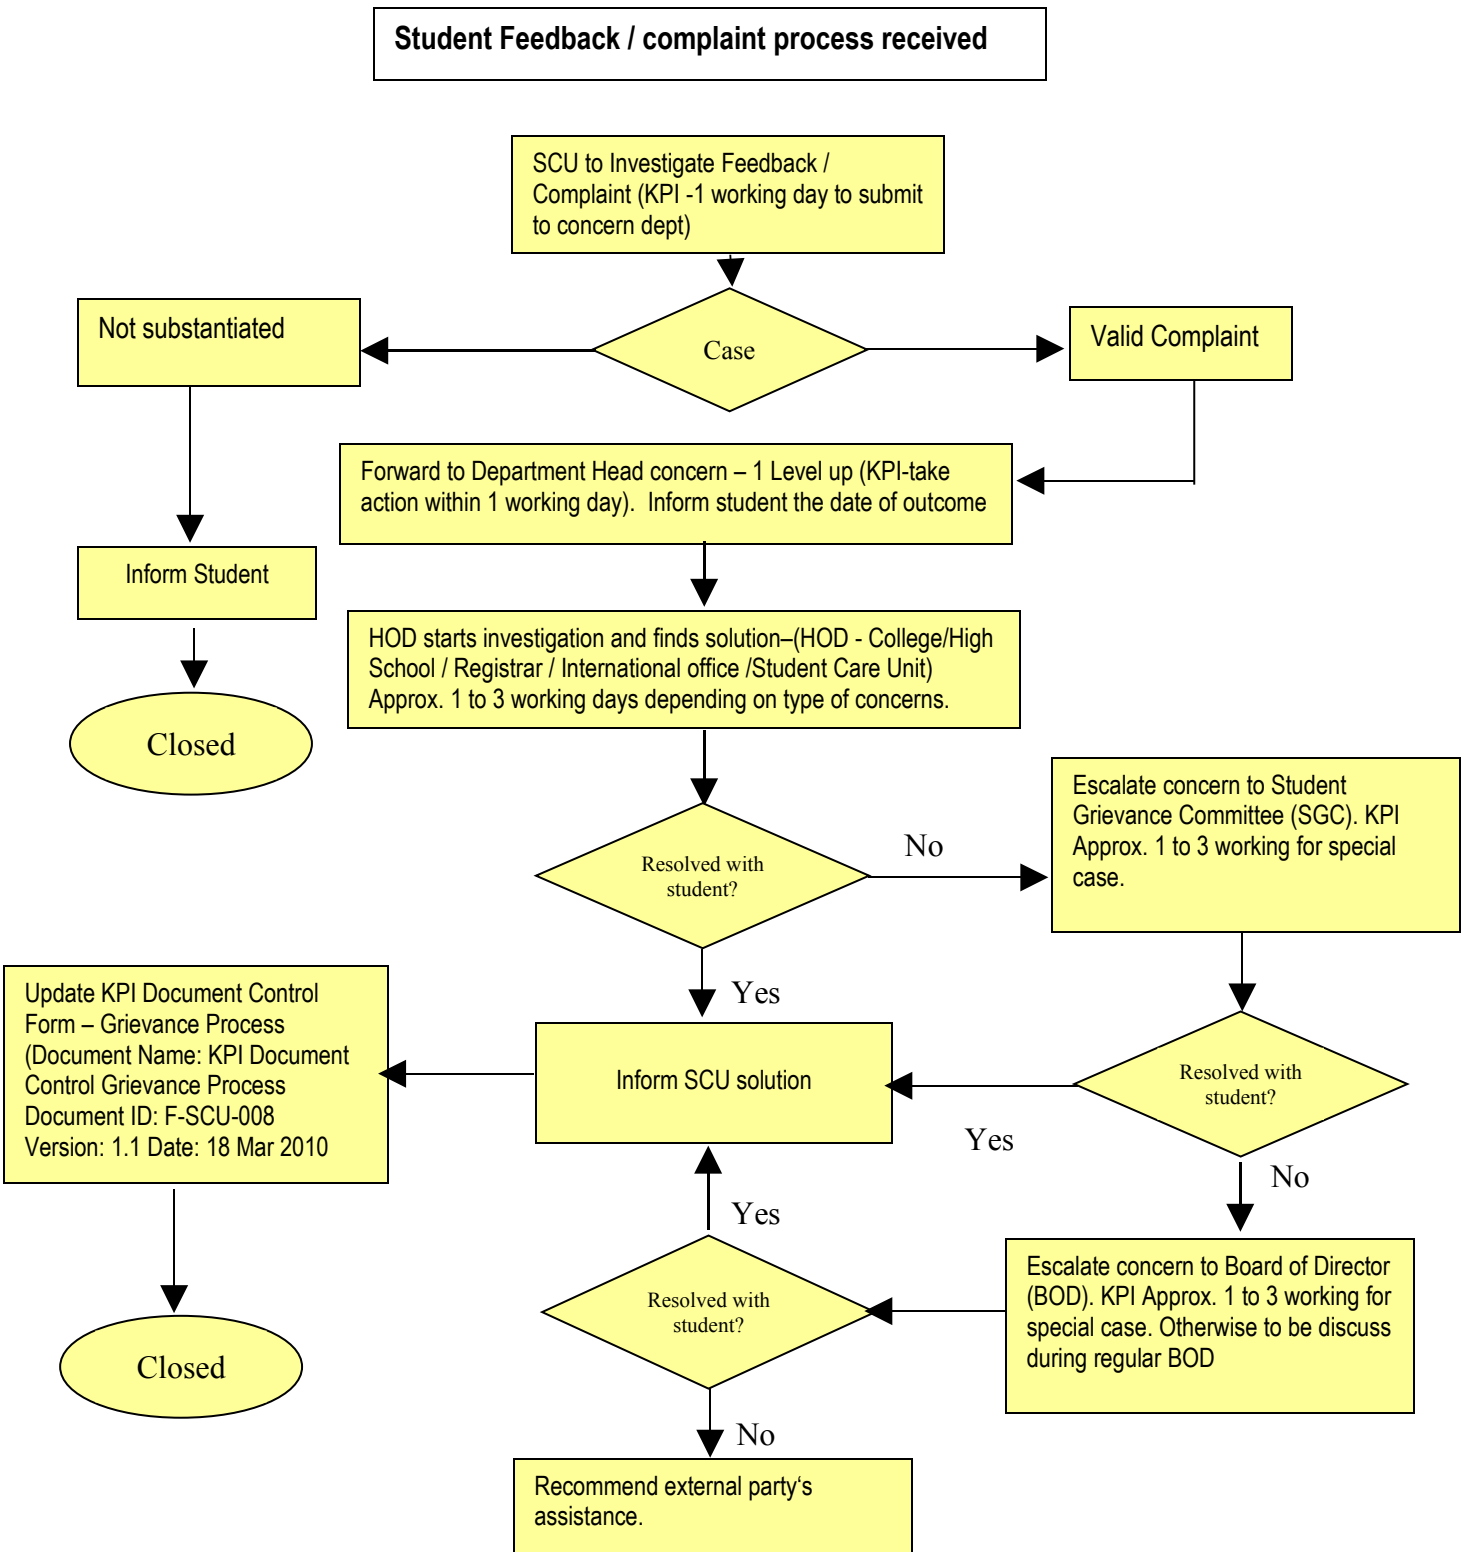 Student Feedback / complaint process received
SCU to Investigate Feedback /
Complaint (KPI -1 working day to submit
to concern dept)
Not substantiated
Case
Valid Complaint
Forward to Department Head concern – 1 Level up (KPI-take
action within 1 working day).  Inform student the date of outcome
Inform Student
HOD starts investigation and finds solution–(HOD - College/High
School / Registrar / International office /Student Care Unit)
Approx. 1 to 3 working days depending on type of concerns.
Closed
Resolved with
student?
No
Escalate concern to Student
Grievance Committee (SGC). KPI
Approx. 1 to 3 working for special
case.
Yes
Update KPI Document Control
Form – Grievance Process
(Document Name: KPI Document
Control Grievance Process
Document ID: F-SCU-008
Version: 1.1 Date: 18 Mar 2010
Inform SCU solution
Resolved with
student?
Yes
No
Yes
Escalate concern to Board of Director
(BOD). KPI Approx. 1 to 3 working for
special case. Otherwise to be discuss
during regular BOD
Resolved with
student?
Closed
No
Recommend external party‘s
assistance.